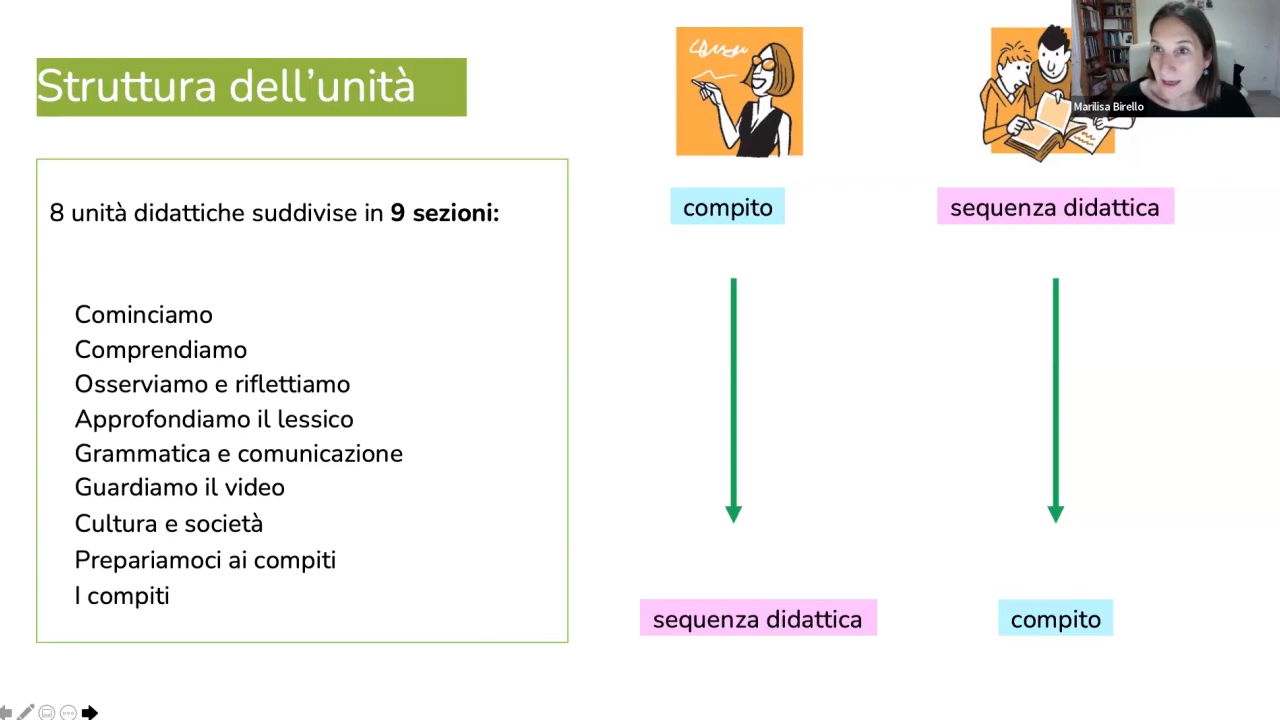 Struttura dell’unità
8 unità didattiche suddivise in 9 sezioni:
Cominciamo
Comprendiamo
Osserviamo e riflettiamo
Approfondiamo il lessico
Grammatica e comunicazione
Guardiamo il video
Cultura e società
Prepariamoci ai compiti
I compiti
compito
sequenza didattica
sequenza didattica
compito
Marilisa Birello